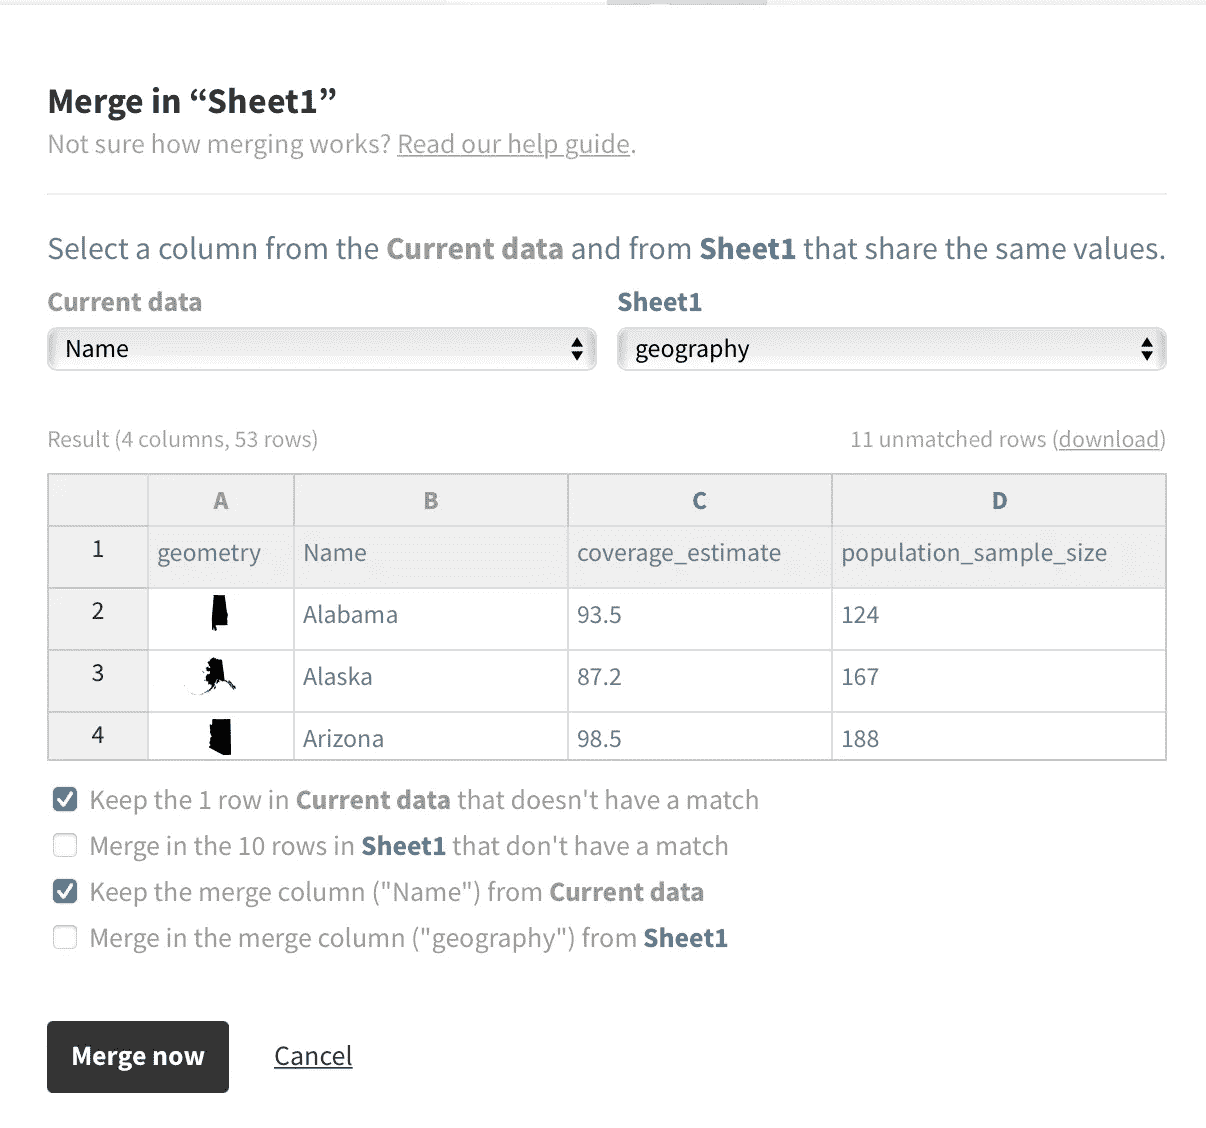 Merge in “Sheet1”
Not sure how merging works? Read our help guide.
Select a column from the Current data and from Sheet1 that share the same values.
Current data Sheet1
Name geography
Result (4 columns, 53 rows) 11 unmatched rows (download)
A B C D
1 geometry Name coverage_estimate population_sample_size
2 Alabama 93.5 124
3 Alaska 87.2 167
4 Arizona 98.5 188
Keep the 1 row in Current data that doesn't have a match
Merge in the 10 rows in Sheet1 that don't have a match
Keep the merge column ("Name") from Current data
Merge in the merge column ("geography") from Sheet1
Merge now Cancel